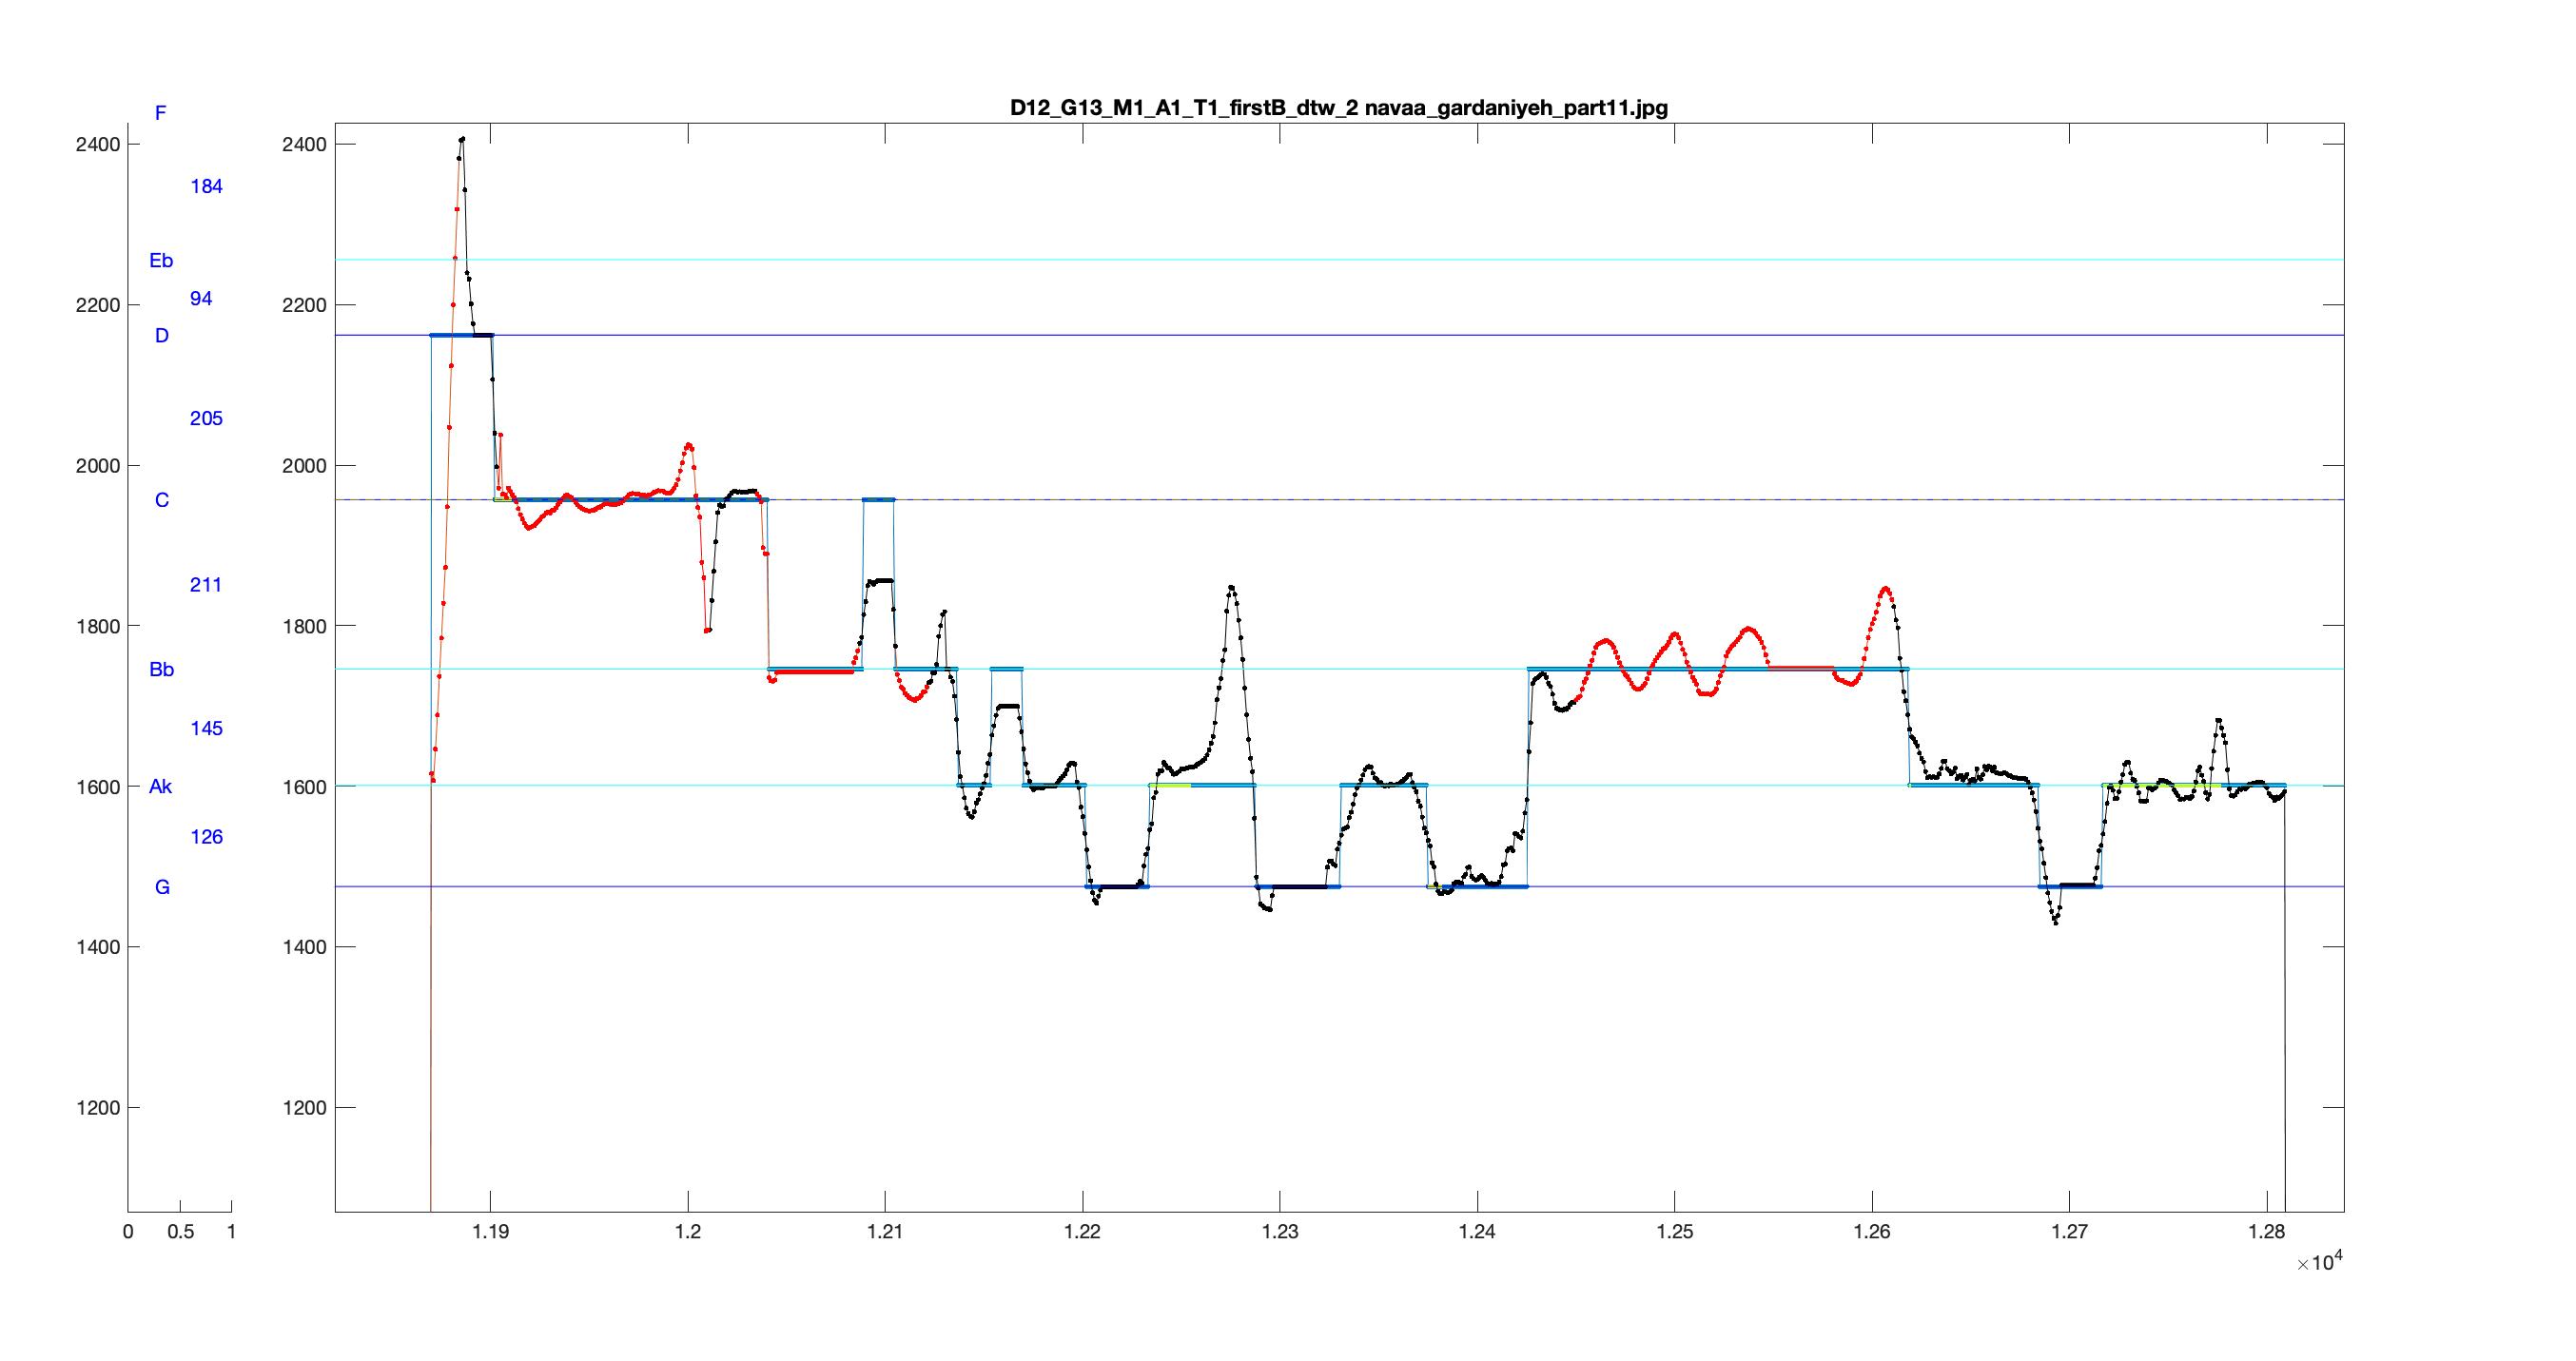 D12_G13_M1_A1_T1_firstB_dtw_2 navaa_gardaniyeh_part11.jpg
F
2400 2400
184
Eb
94
2200 2200
D
205
2000 2000
C
211
1800 1800
Bb
145
1600 Ak 1600
126
G
1400 1400
1200 1200
0 0.5 1 1.19 1.2 1.21 1.22 1.23 1.24 1.25 1.26 1.27 1.28
×10^4